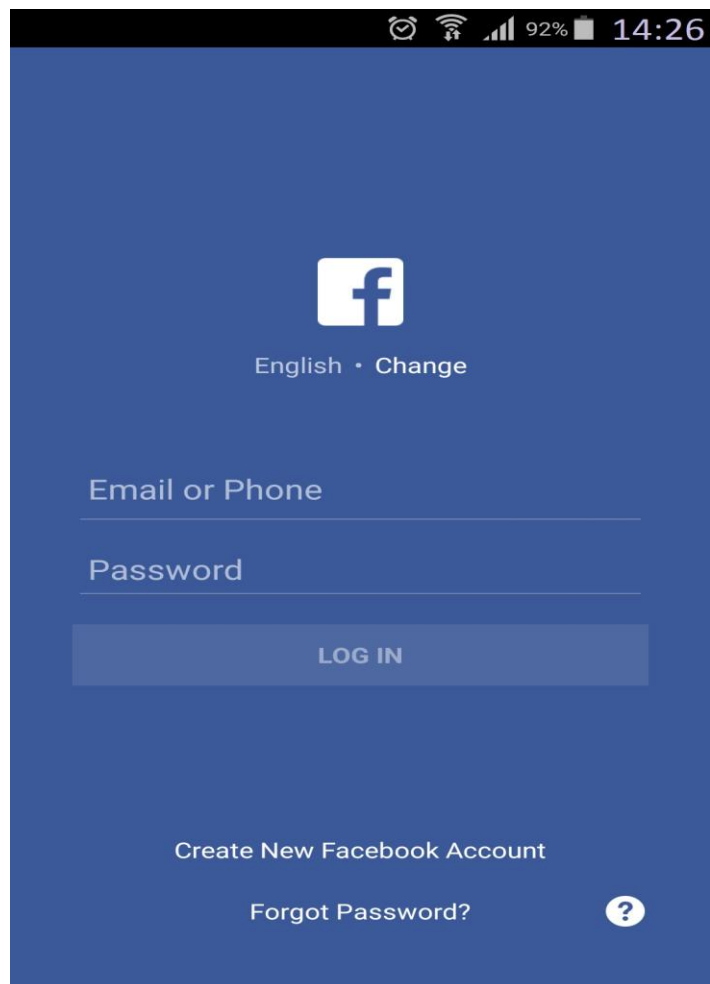 92% 14:26
f
English • Change
Email or Phone
Password
LOG IN
Create New Facebook Account
Forgot Password? ?